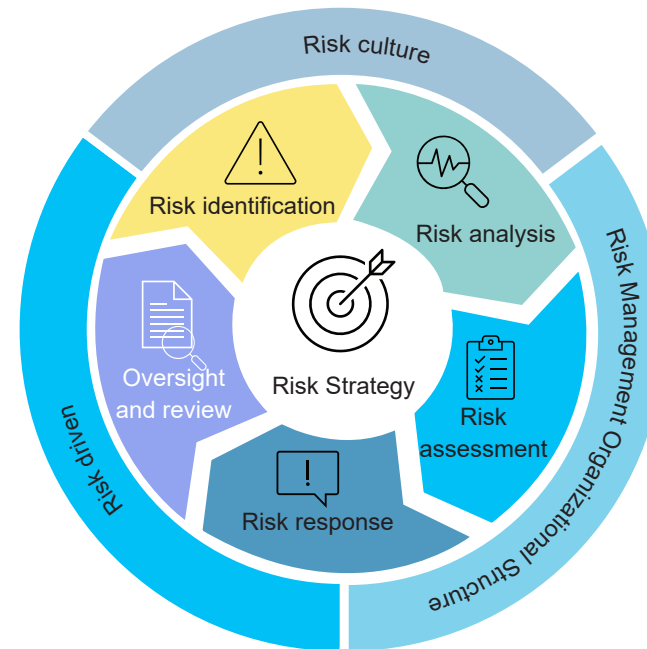 Risk culture
Risk identification
Risk analysis
Risk Strategy
Oversight
and review
Risk
assessment
Risk response
Risk driven
Risk Management Organizational Structure